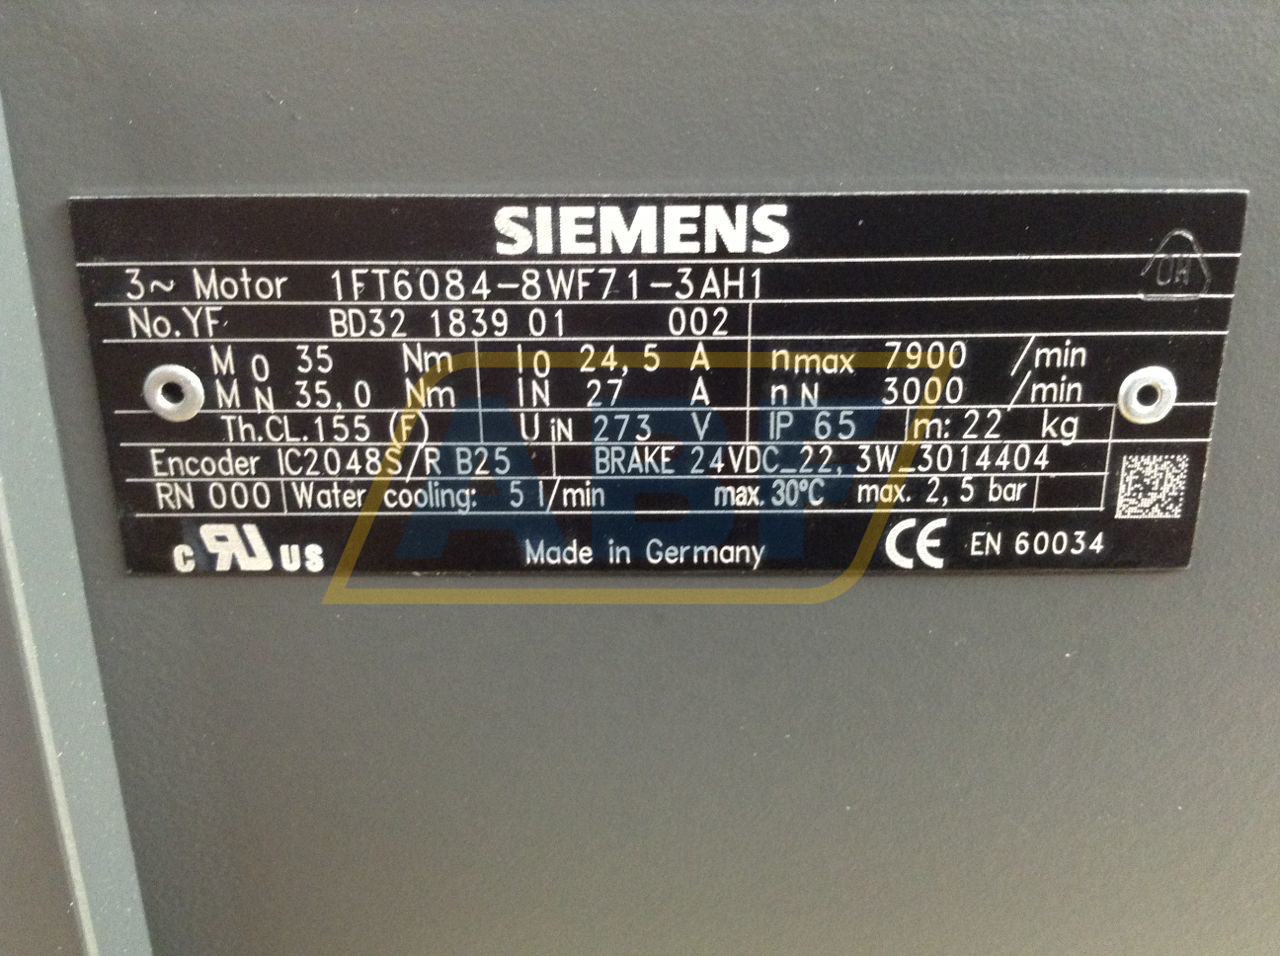 SIEMENS
3~ Motor 1FT6084-8WF71-3AH1
No.YF BD32 1839 01 002
M0 35 Nm I0 24,5 A nmax 7900 /min
MN 35,0 Nm IN 27 A nN 3000 /min
Th.CL.155 (F) UiN 273 V IP 65 m: 22 kg
Encoder IC2048S/R B25 BRAKE 24VDC_22,3W_3014404
RN 000 Water cooling: 5 l/min max. 30°C max. 2,5 bar
c RU US Made in Germany CE EN 60034
ABF